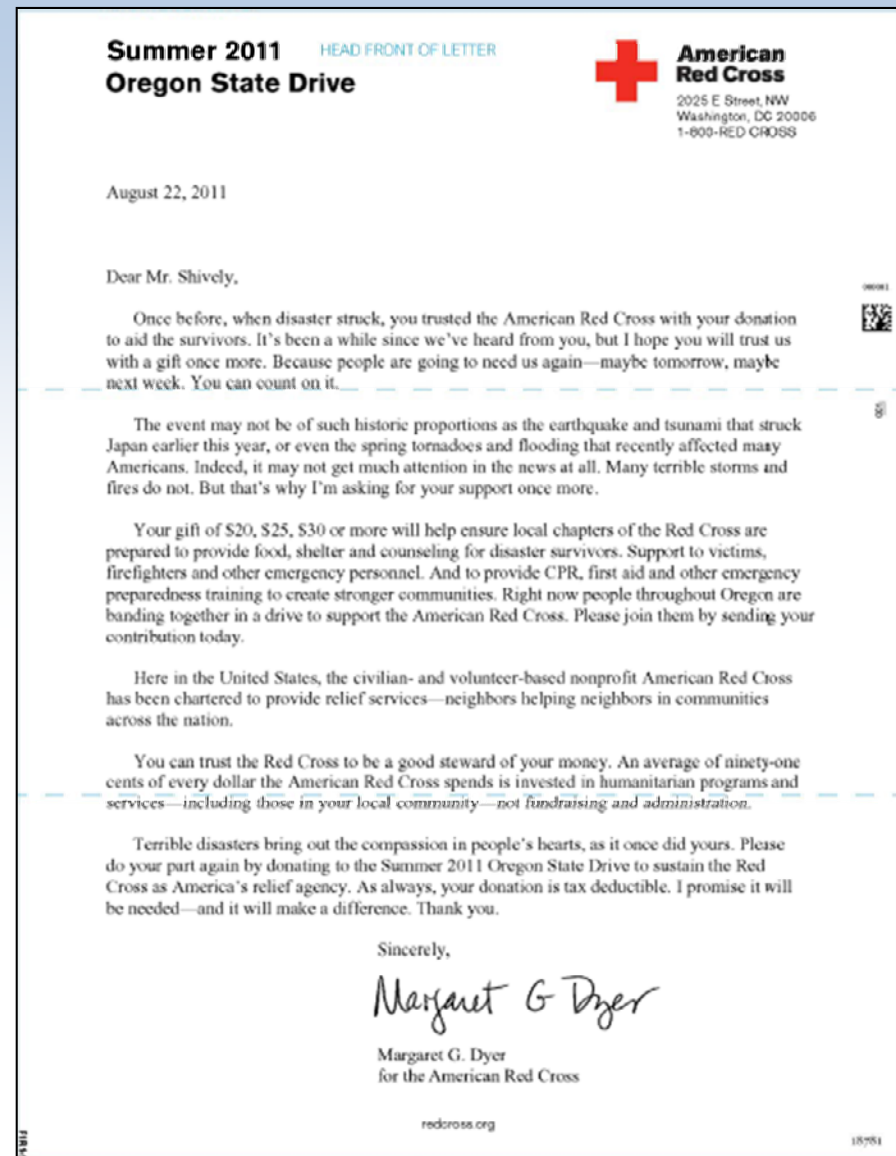 Summer 2011 HEAD FRONT OF LETTER
Oregon State Drive
American
Red Cross
2025 E Street, NW
Washington, DC 20006
1-800-RED CROSS
August 22, 2011
Dear Mr. Shively,
Once before, when disaster struck, you trusted the American Red Cross with your donation
to aid the survivors. It's been a while since we've heard from you, but I hope you will trust us
with a gift once more. Because people are going to need us again—maybe tomorrow, maybe
next week. You can count on it.
The event may not be of such historic proportions as the earthquake and tsunami that struck
Japan earlier this year, or even the spring tornadoes and flooding that recently affected many
Americans. Indeed, it may not get much attention in the news at all. Many terrible storms and
fires do not. But that's why I'm asking for your support once more.
Your gift of $20, $25, $30 or more will help ensure local chapters of the Red Cross are
prepared to provide food, shelter and counseling for disaster survivors. Support to victims,
firefighters and other emergency personnel. And to provide CPR, first aid and other emergency
preparedness training to create stronger communities. Right now people throughout Oregon are
banding together in a drive to support the American Red Cross. Please join them by sending your
contribution today.
Here in the United States, the civilian- and volunteer-based nonprofit American Red Cross
has been chartered to provide relief services—neighbors helping neighbors in communities
across the nation.
You can trust the Red Cross to be a good steward of your money. An average of ninety-one
cents of every dollar the American Red Cross spends is invested in humanitarian programs and
services—including those in your local community—not fundraising and administration.
Terrible disasters bring out the compassion in people's hearts, as it once did yours. Please
do your part again by donating to the Summer 2011 Oregon State Drive to sustain the Red
Cross as America's relief agency. As always, your donation is tax deductible. I promise it will
be needed—and it will make a difference. Thank you.
Sincerely,
Margaret G Dyer
Margaret G. Dyer
for the American Red Cross
redcross.org
18781